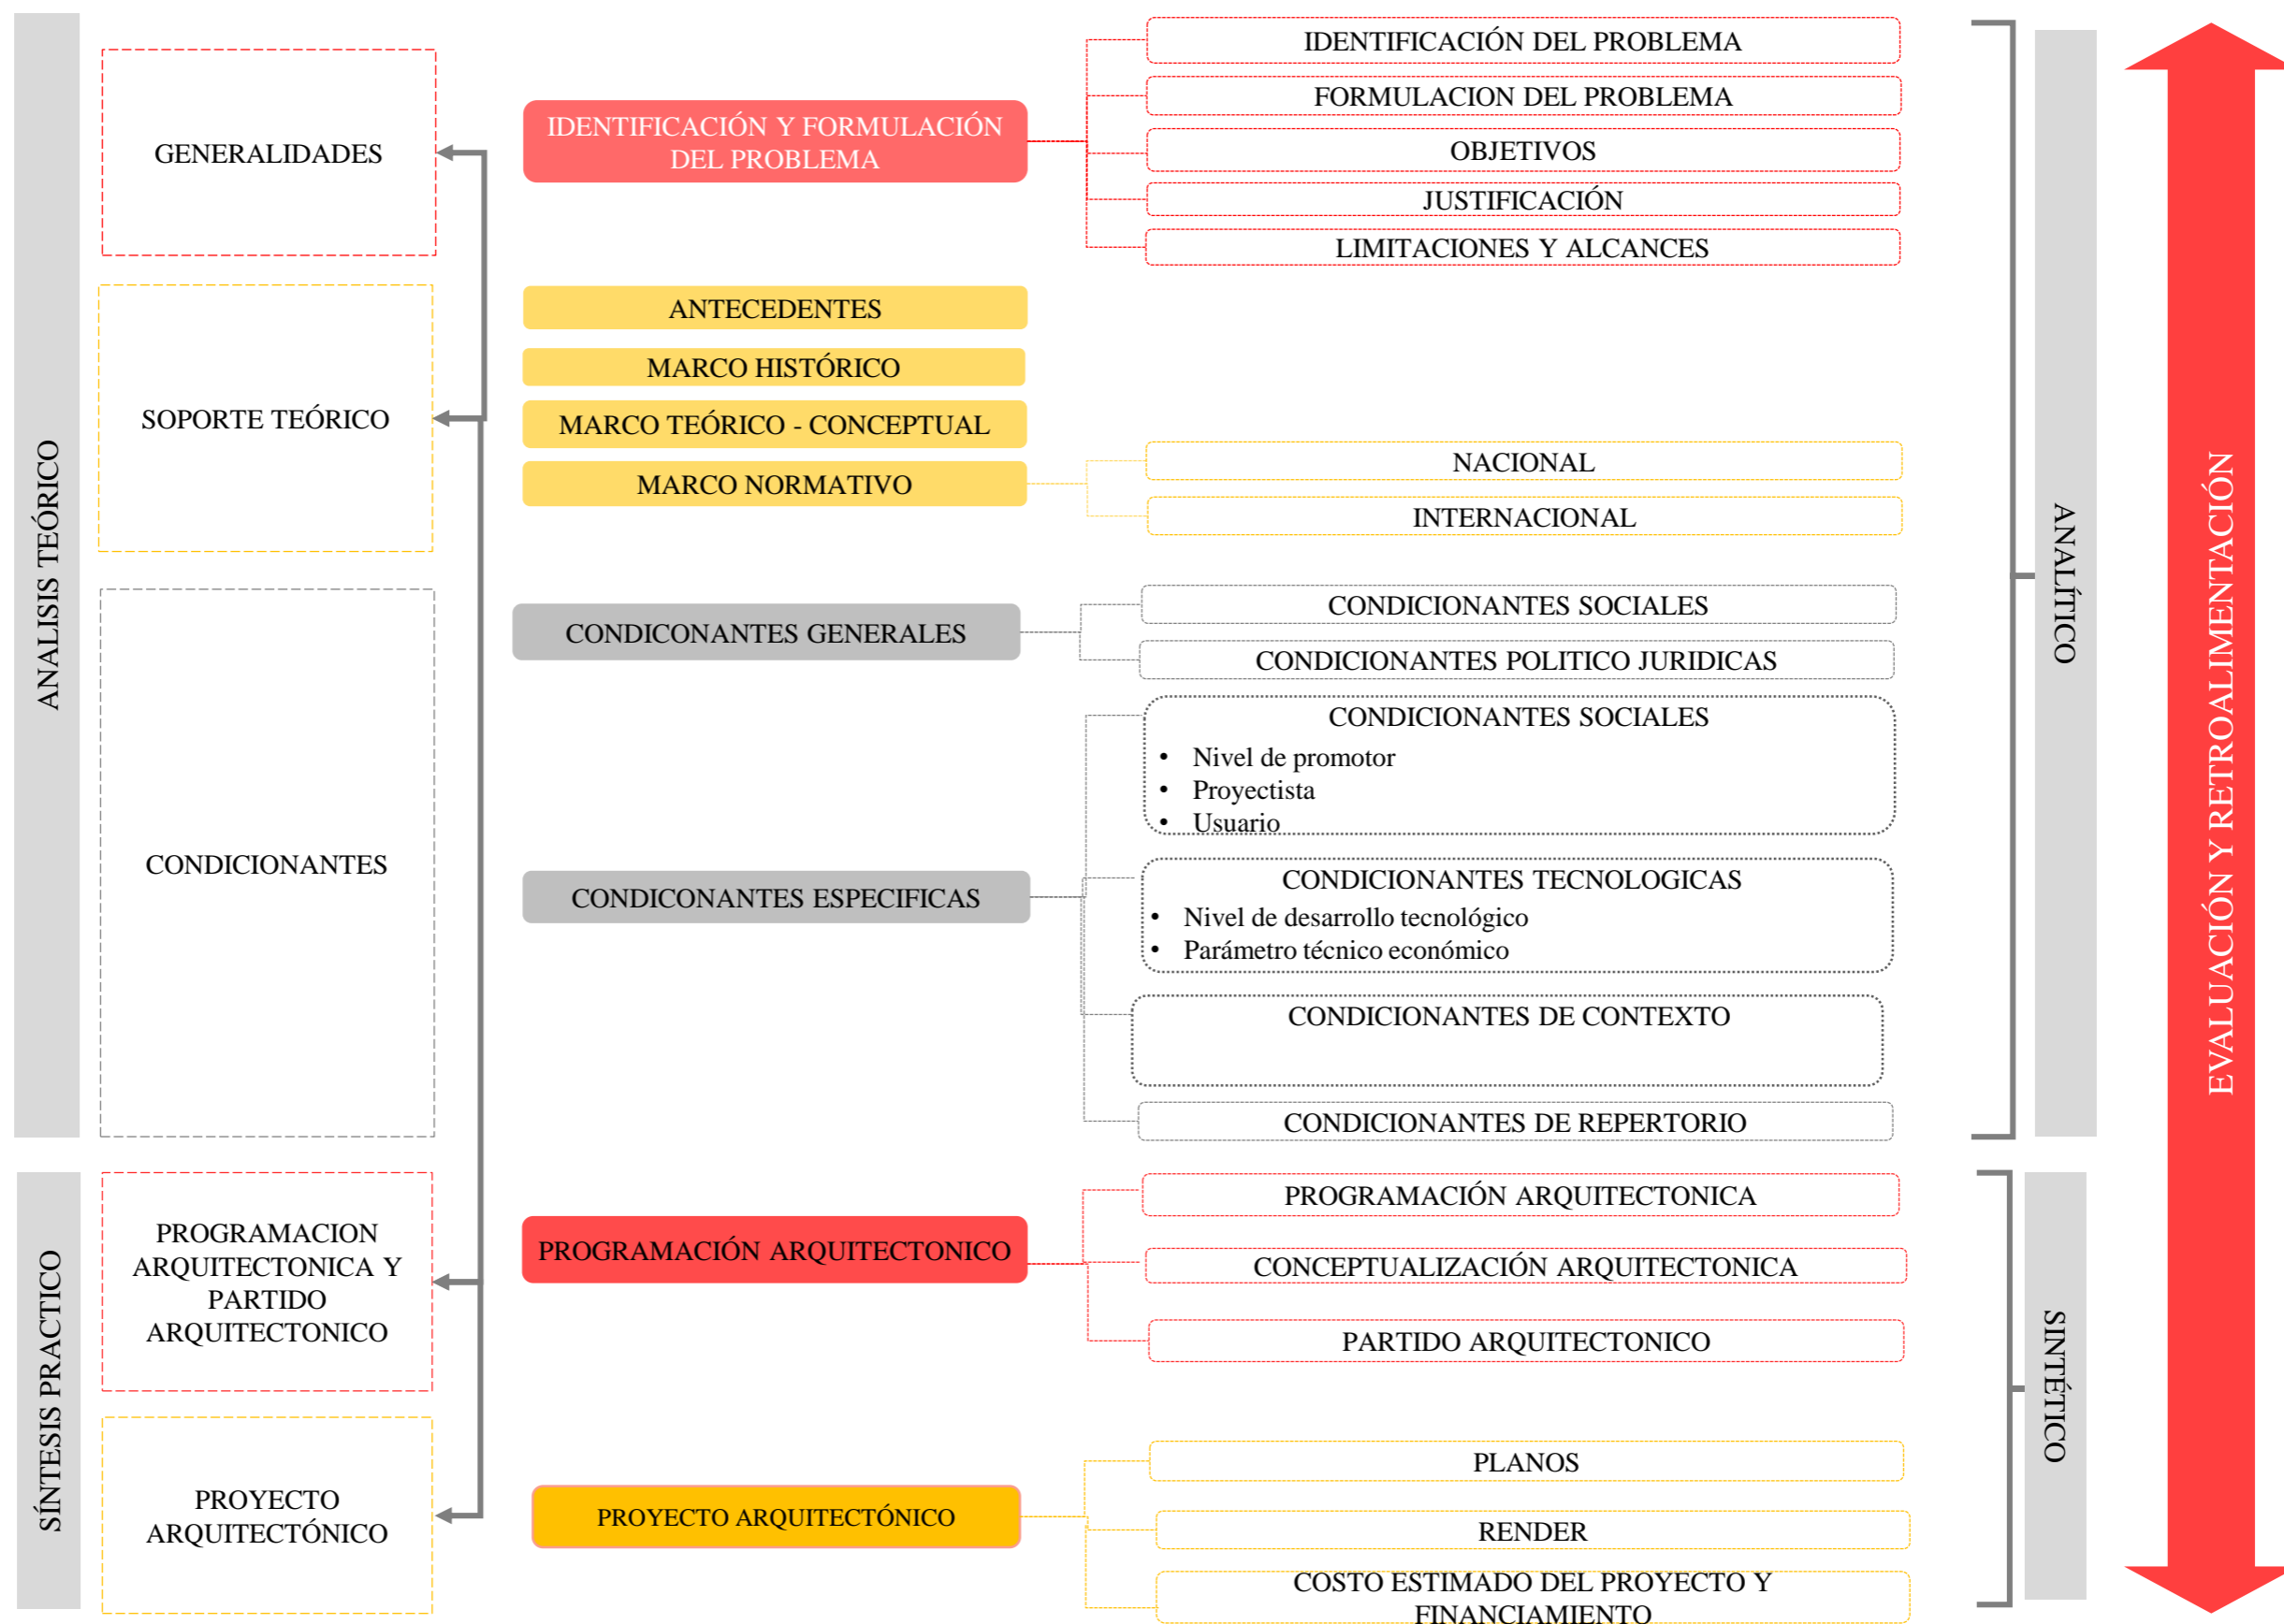 ANALISIS TEÓRICO
GENERALIDADES
IDENTIFICACIÓN Y FORMULACIÓN
DEL PROBLEMA
IDENTIFICACIÓN DEL PROBLEMA
FORMULACION DEL PROBLEMA
OBJETIVOS
JUSTIFICACIÓN
LIMITACIONES Y ALCANCES
SOPORTE TEÓRICO
ANTECEDENTES
MARCO HISTÓRICO
MARCO TEÓRICO - CONCEPTUAL
MARCO NORMATIVO
NACIONAL
INTERNACIONAL
CONDICIONANTES
CONDICONANTES GENERALES
CONDICIONANTES SOCIALES
CONDICIONANTES POLITICO JURIDICAS
CONDICONANTES ESPECIFICAS
CONDICIONANTES SOCIALES
• Nivel de promotor
• Proyectista
• Usuario
CONDICIONANTES TECNOLOGICAS
• Nivel de desarrollo tecnológico
• Parámetro técnico económico
CONDICIONANTES DE CONTEXTO
CONDICIONANTES DE REPERTORIO
ANALÍTICO
SÍNTESIS PRACTICO
PROGRAMACION
ARQUITECTONICA Y
PARTIDO
ARQUITECTONICO
PROGRAMACIÓN ARQUITECTONICO
PROGRAMACIÓN ARQUITECTONICA
CONCEPTUALIZACIÓN ARQUITECTONICA
PARTIDO ARQUITECTONICO
PROYECTO
ARQUITECTÓNICO
PROYECTO ARQUITECTÓNICO
PLANOS
RENDER
COSTO ESTIMADO DEL PROYECTO Y
FINANCIAMIENTO
SINTÉTICO
EVALUACIÓN Y RETROALIMENTACIÓN